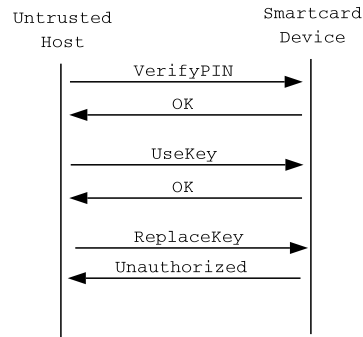 Untrusted
Host
Smartcard
Device
VerifyPIN
OK
UseKey
OK
ReplaceKey
Unauthorized